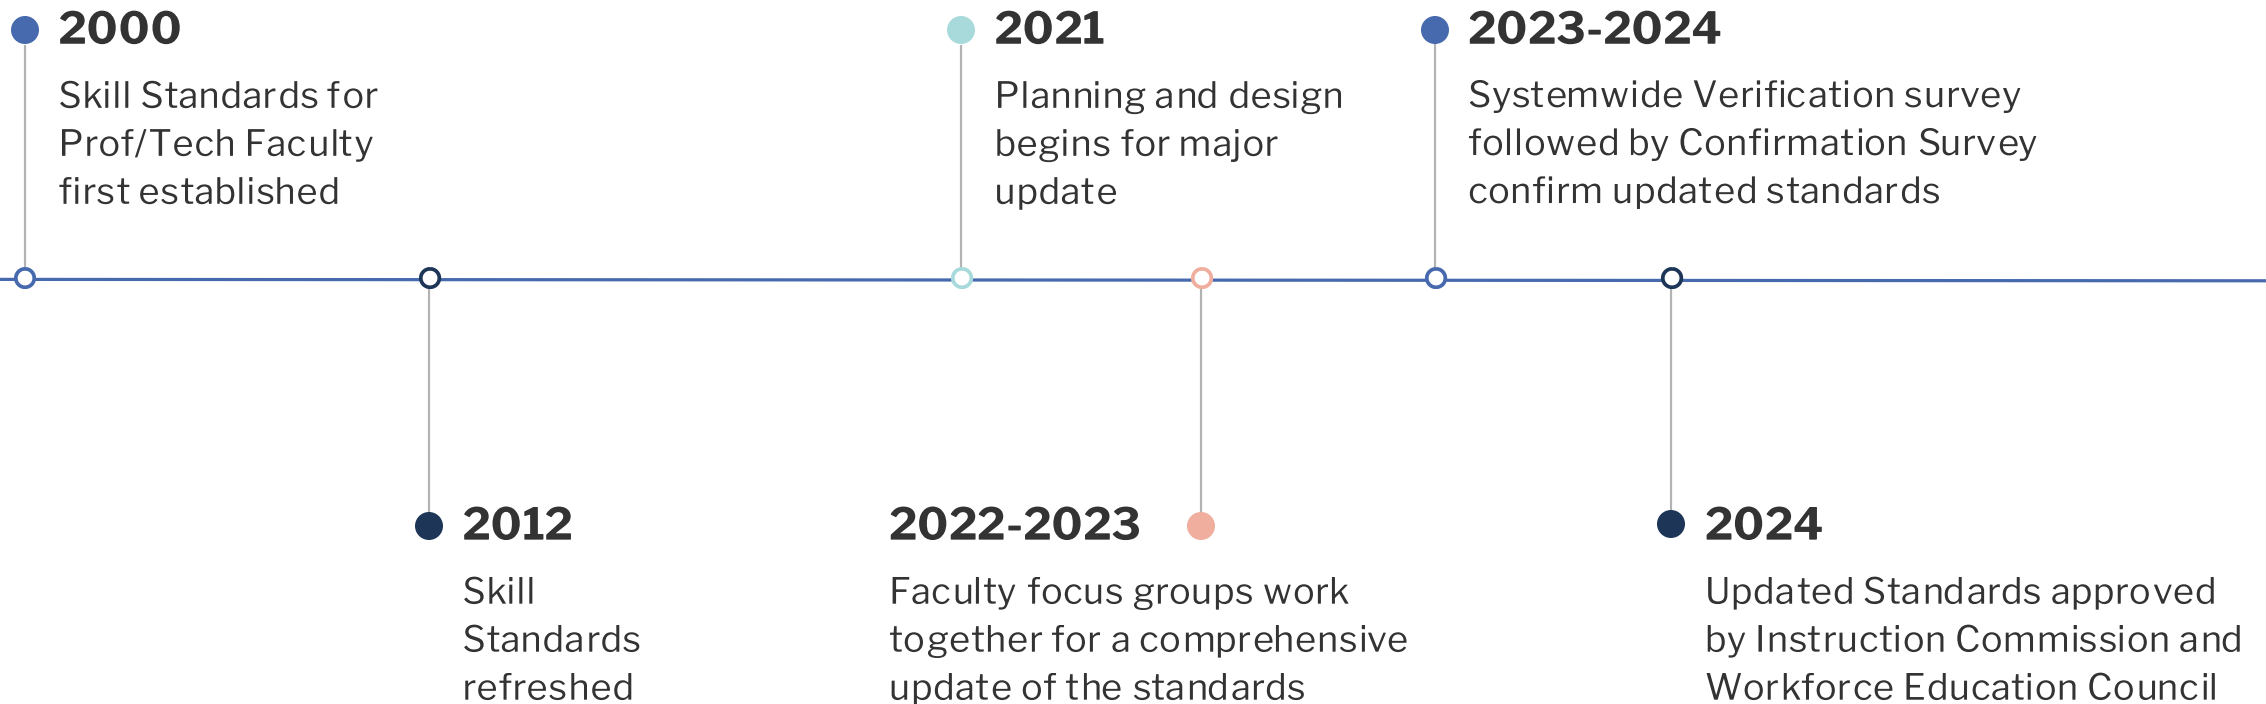 2000
Skill Standards for
Prof/Tech Faculty
first established
2012
Skill
Standards
refreshed
2021
Planning and design
begins for major
update
2022-2023
Faculty focus groups work
together for a comprehensive
update of the standards
2023-2024
Systemwide Verification survey
followed by Confirmation Survey
confirm updated standards
2024
Updated Standards approved
by Instruction Commission and
Workforce Education Council